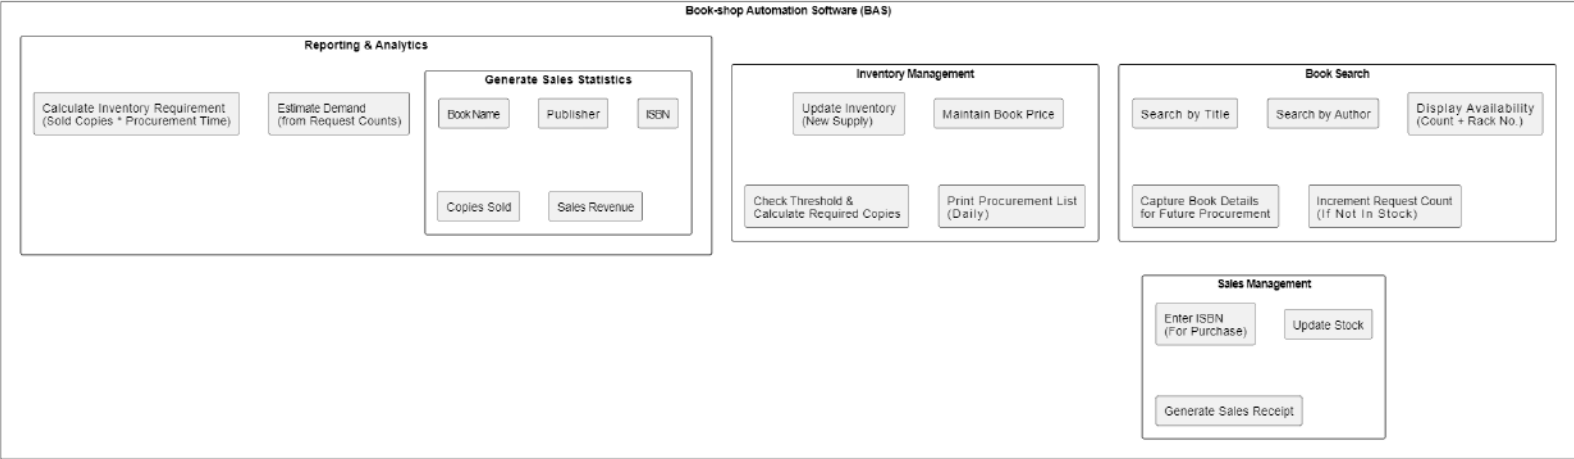 Book-shop Automation Software (BAS)
Reporting & Analytics
Calculate Inventory Requirement
(Sold Copies * Procurement Time)
Estimate Demand
(from Request Counts)
Generate Sales Statistics
BookName
Publisher
ISBN
Copies Sold
Sales Revenue
Inventory Management
Update Inventory
(New Supply)
Maintain Book Price
Check Threshold &
Calculate Required Copies
Print Procurement List
(Daily)
Book Search
Search by Title
Search by Author
Display Availability
(Count + Rack No.)
Capture Book Details
for Future Procurement
Increment Request Count
(If Not In Stock)
Sales Management
Enter ISBN
(For Purchase)
Update Stock
Generate Sales Receipt